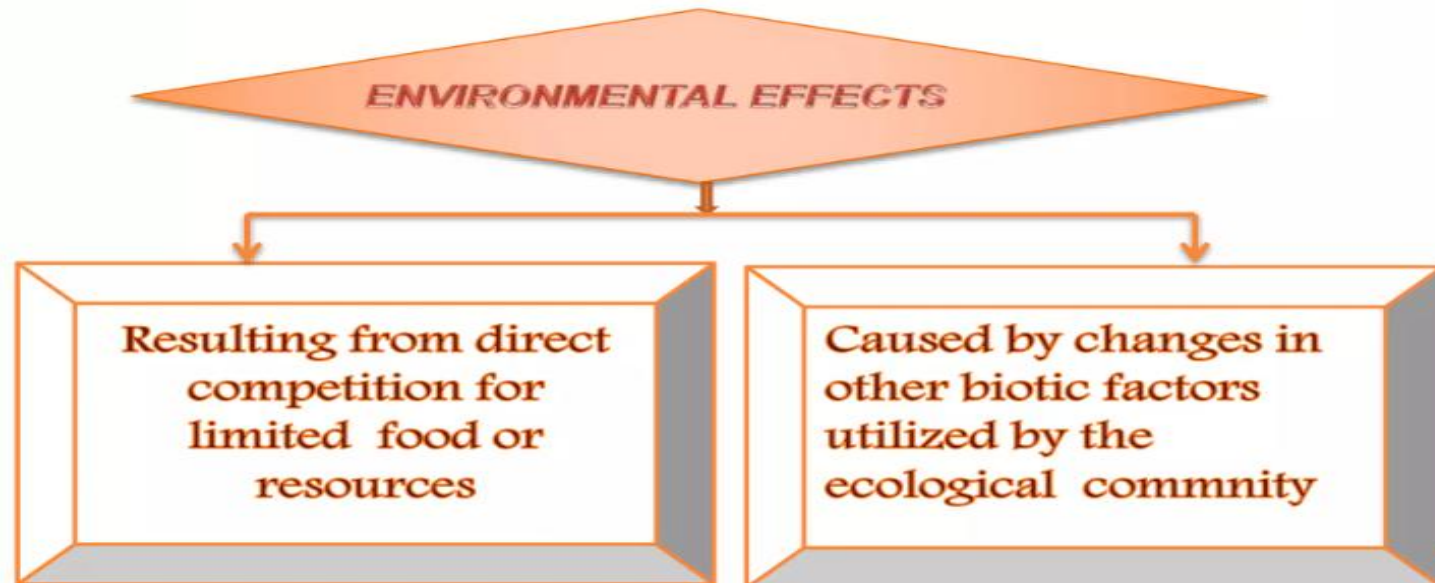 ENVIRONMENTAL EFFECTS
Resulting from direct
competition for
limited food or
resources
Caused by changes in
other biotic factors
utilized by the
ecological commnity